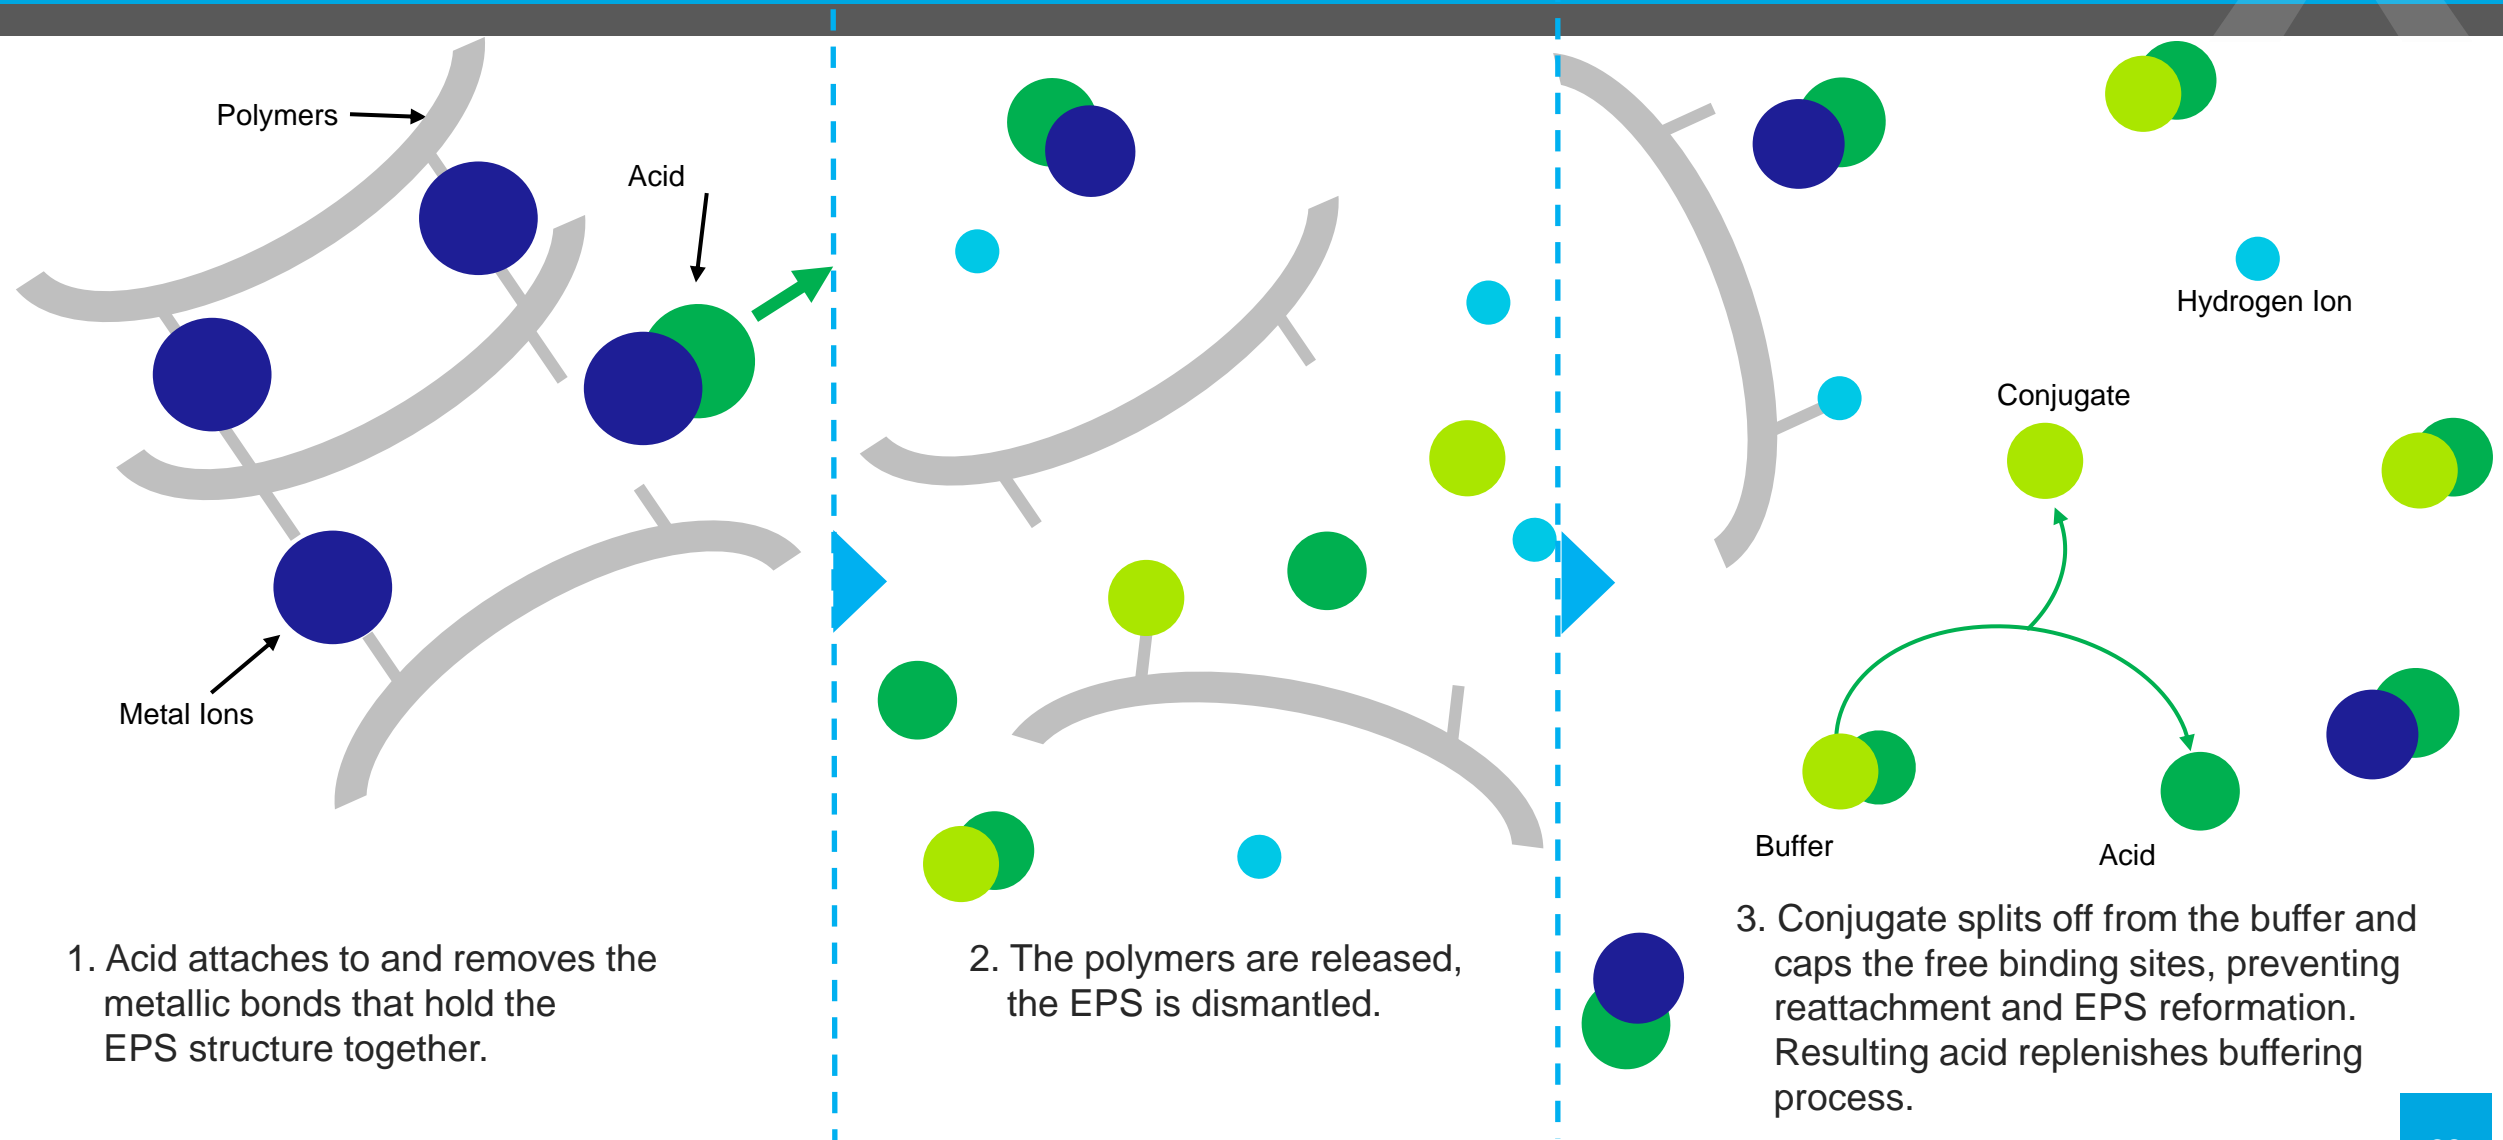 Polymers
Acid
Metal Ions
1. Acid attaches to and removes the
metallic bonds that hold the
EPS structure together.
2. The polymers are released,
the EPS is dismantled.
Hydrogen Ion
Conjugate
Buffer
Acid
3. Conjugate splits off from the buffer and
caps the free binding sites, preventing
reattachment and EPS reformation.
Resulting acid replenishes buffering
process.